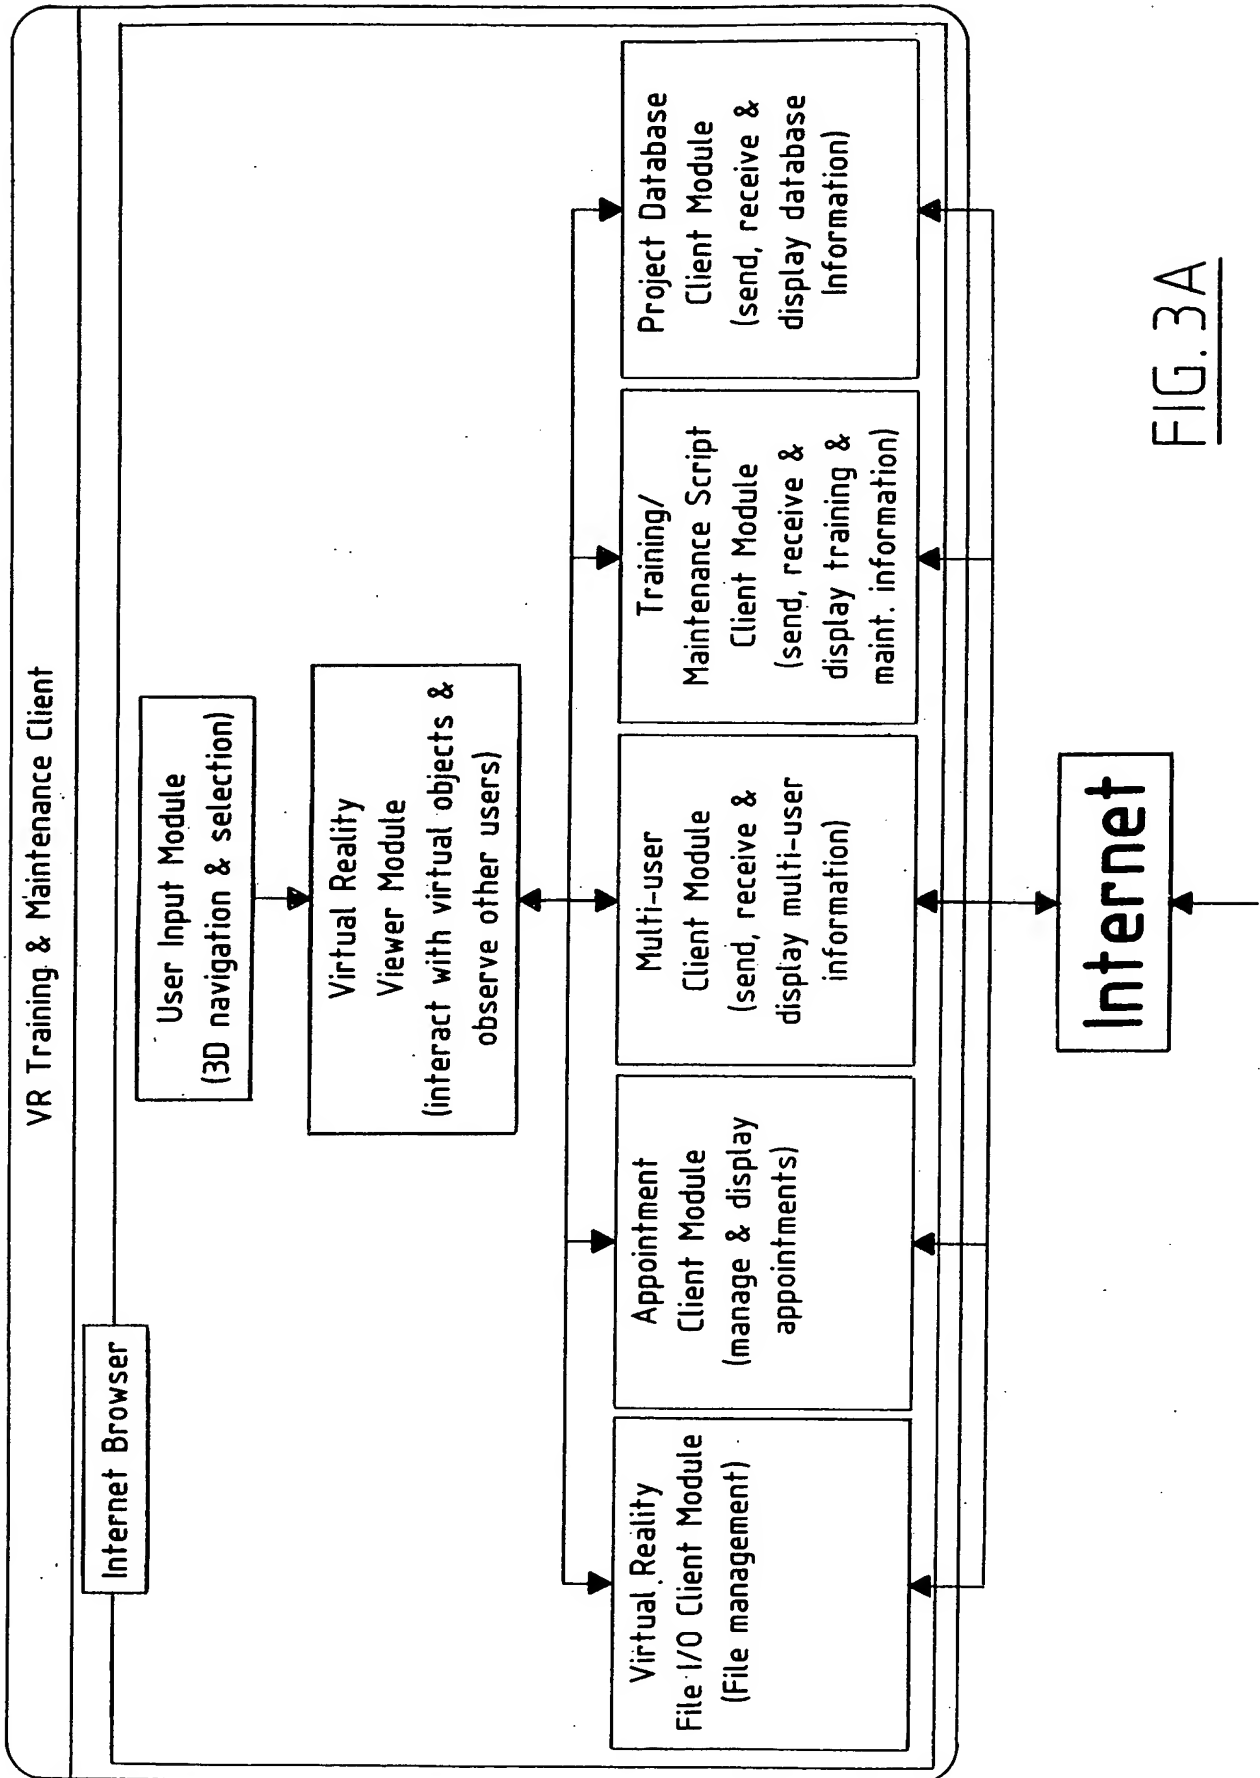 VR Training & Maintenance Client
Internet Browser
User Input Module
(3D navigation & selection)
Virtual Reality
Viewer Module
(interact with virtual objects &
observe other users)
Virtual Reality
File I/O Client Module
(File management)
Appointment
Client Module
(manage & display
appointments)
Multi-user
Client Module
(send, receive &
display multi-user
information)
Training/
Maintenance Script
Client Module
(send, receive &
display training &
maint. information)
Project Database
Client Module
(send, receive &
display database
Information)
Internet
FIG. 3A